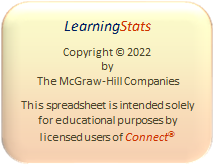 LearningStats
Copyright © 2022
by
The McGraw-Hill Companies
This spreadsheet is intended solely
for educational purposes by
licensed users of Connect®